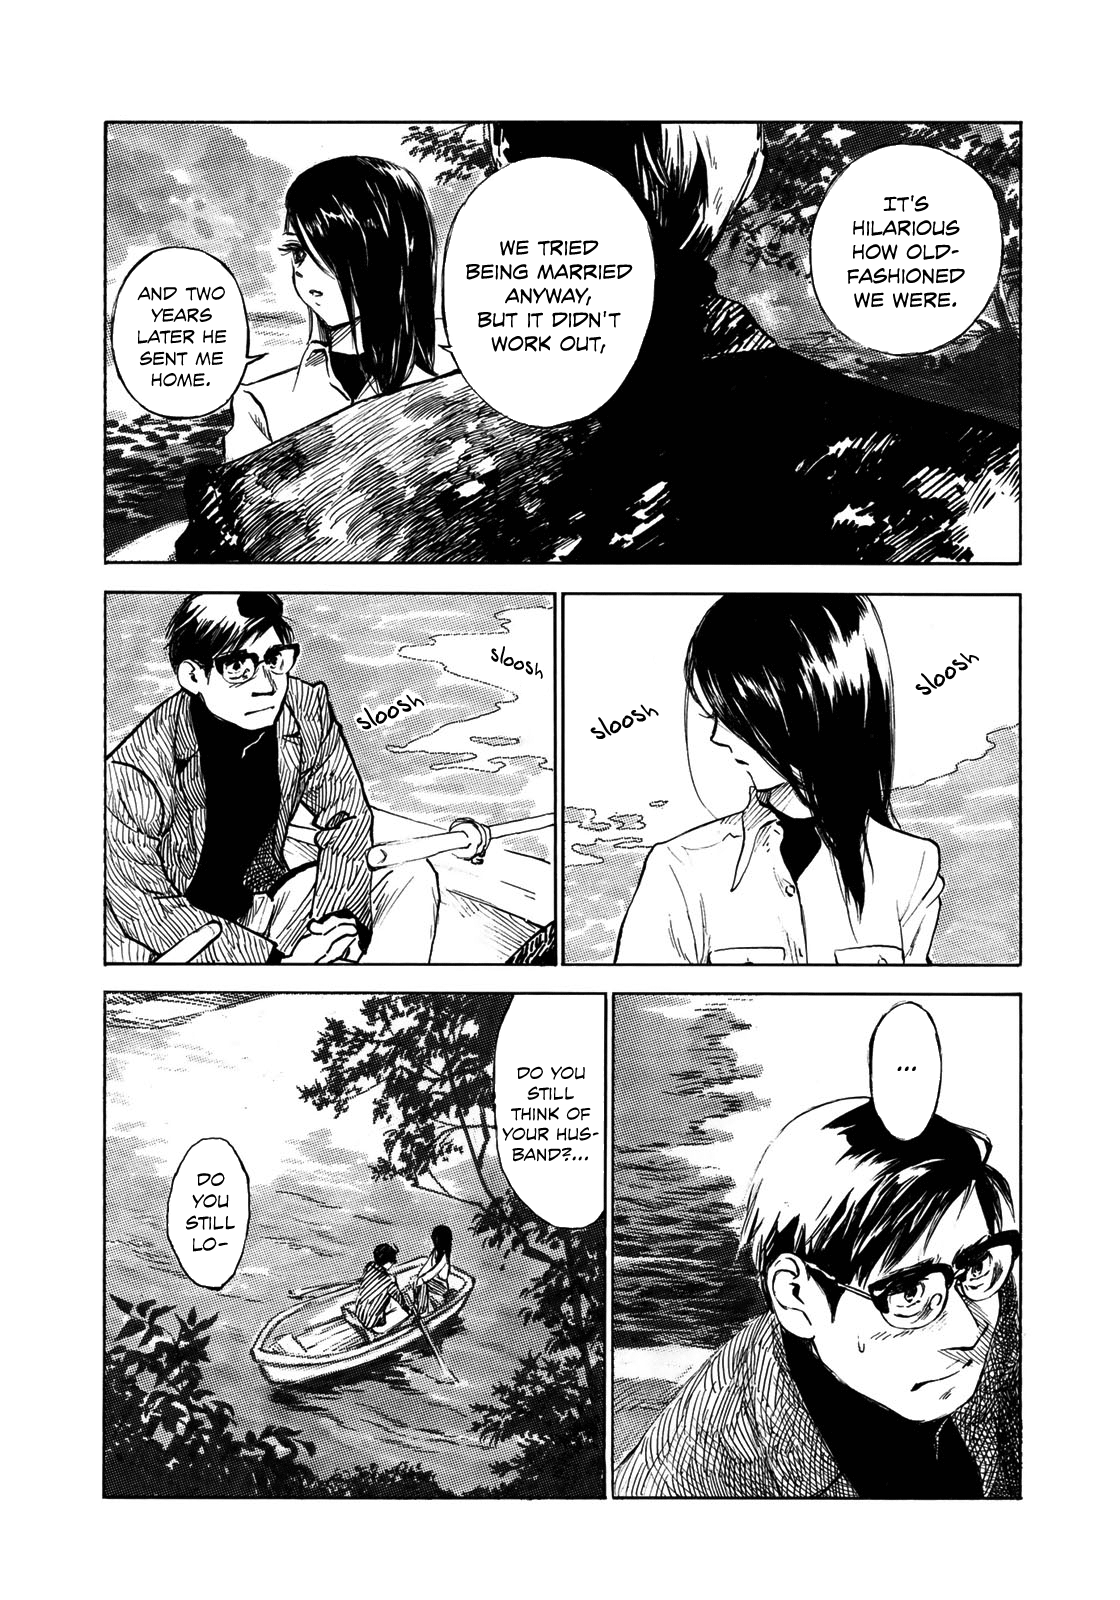 IT'S
HILARIOUS
HOW OLD-
FASHIONED
WE WERE.
WE TRIED
BEING MARRIED
ANYWAY,
BUT IT DIDN'T
WORK OUT,
AND TWO
YEARS
LATER HE
SENT ME
HOME.
sloosh
sloosh
sloosh
sloosh
...
DO YOU
STILL
THINK OF
YOUR HUS-
BAND?...
DO
YOU
STILL
LO-